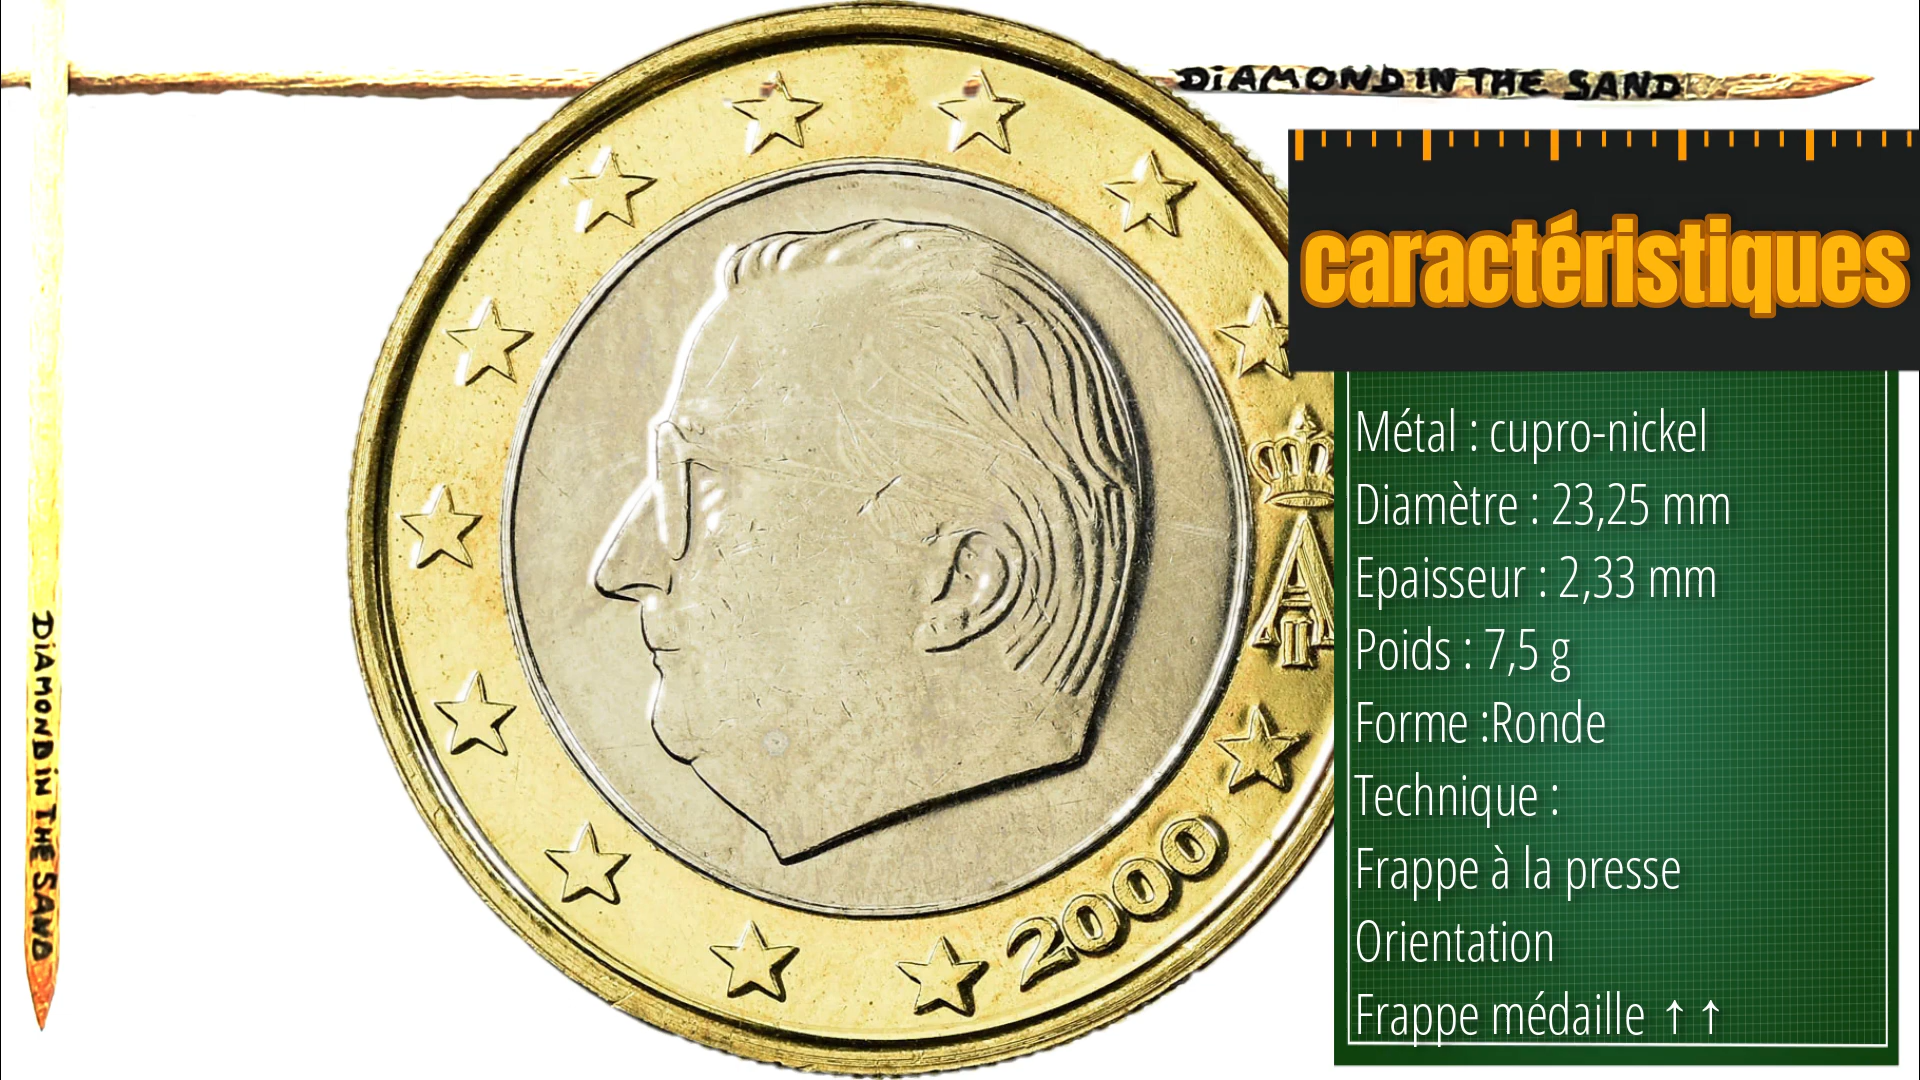 DiAMOND IN THE SAND
caractéristiques
Métal : cupro-nickel
Diamètre : 23,25 mm
Epaisseur : 2,33 mm
Poids : 7,5 g
Forme :Ronde
Technique :
Frappe à la presse
Orientation
Frappe médaille ↑ ↑
A II
2000
DiAMOND iN THE SAND